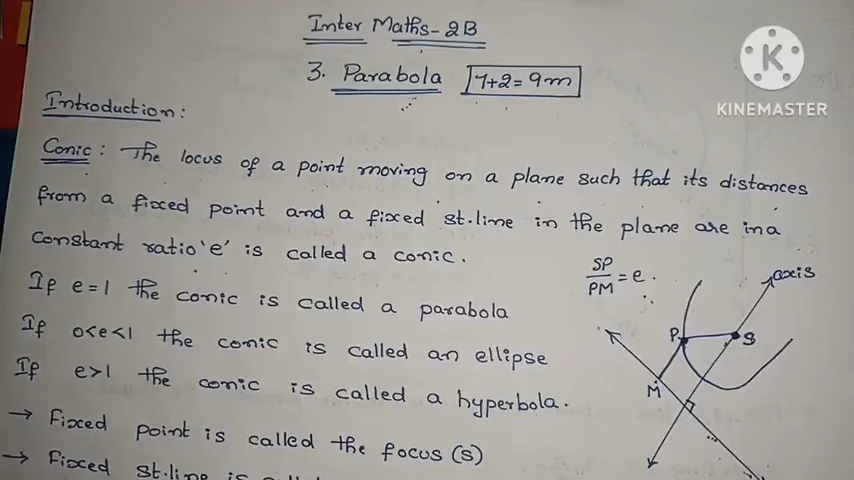 Inter Maths-2B
3. Parabola 7+2=9m
KINEMASTER
Introduction:
Conic: The locus of a point moving on a plane such that its distances
from a fixed point and a fixed st.line in the plane are in a
constant ratio 'e' is called a conic.
SP/PM = e.
axis
If e=1 the conic is called a parabola
If 0<e<1 the conic is called an ellipse
P
S
If e>1 the conic is called a hyperbola.
M
→ Fixed point is called the focus (s)
→ Fixed st.line is